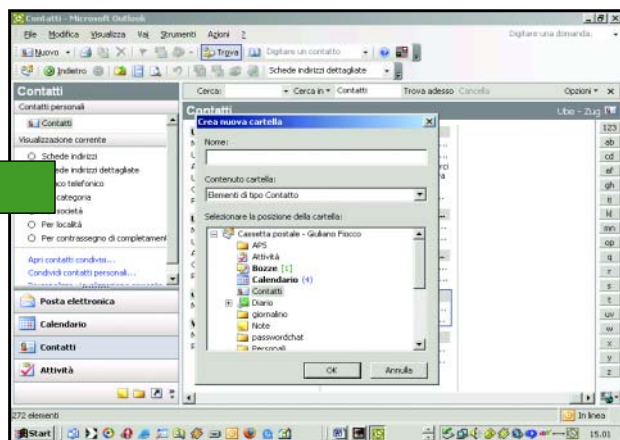 Contatti - Microsoft Outlook
File Modifica Visualizza Vai Strumenti Azioni ?
Digitare una domanda.
Nuovo
Trova
Digitare un contatto
Indietro
Schede indirizzi dettagliate
Contatti
Cerca:
Cerca in
Contatti
Trova adesso
Cancella
Opzioni
Contatti personali
Contatti
Contatti
Ube - Zug
Visualizzazione corrente
Schede indirizzi
indirizzi dettagliate
telefonico
categoria
società
Per località
Per contrassegno di completament
Apri contatti condivisi...
Condividi contatti personali...
Posta elettronica
Calendario
Contatti
Attività
Crea nuova cartella
Nome:
Contenuto cartella:
Elementi di tipo Contatto
Selezionare la posizione della cartella:
Cassetta postale - Giuliano Fiocco
APS
Attività
Bozze [1]
Calendario (4)
Contatti
Diario
giornalino
Note
passwordchat
Personali
OK
Annulla
123
ab
cd
ef
gh
ij
kl
mn
op
q
r
s
t
uv
w
x
y
z
272 elementi
In linea
Start
15.01